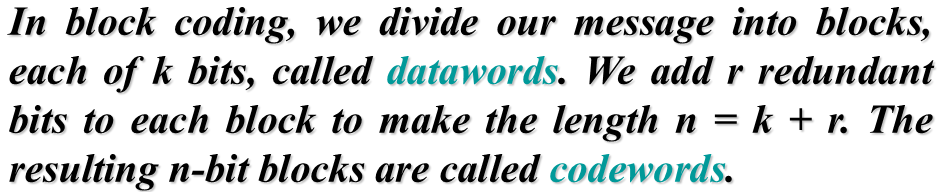 In block coding, we divide our message into blocks,
each of k bits, called datawords. We add r redundant
bits to each block to make the length n = k + r. The
resulting n-bit blocks are called codewords.